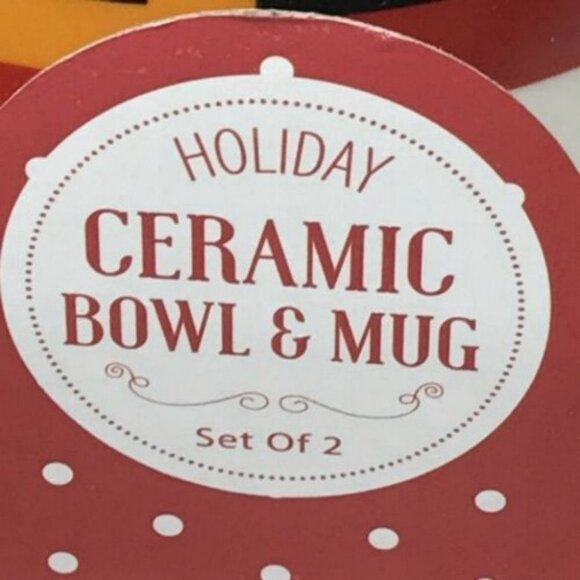 HOLIDAY
CERAMIC
BOWL & MUG
Set Of 2